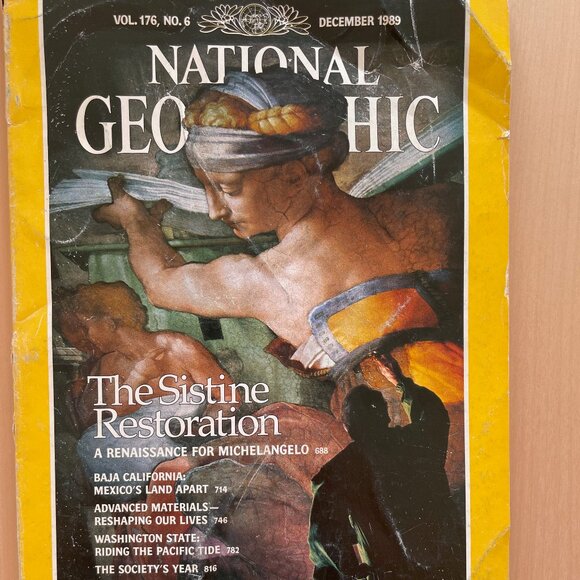 VOL. 176, NO. 6
DECEMBER 1989
NATIONAL
GEO HIC
The Sistine
Restoration
A RENAISSANCE FOR MICHELANGELO 688
BAJA CALIFORNIA:
MEXICO'S LAND APART 714
ADVANCED MATERIALS—
RESHAPING OUR LIVES 746
WASHINGTON STATE:
RIDING THE PACIFIC TIDE 782
THE SOCIETY'S YEAR 816